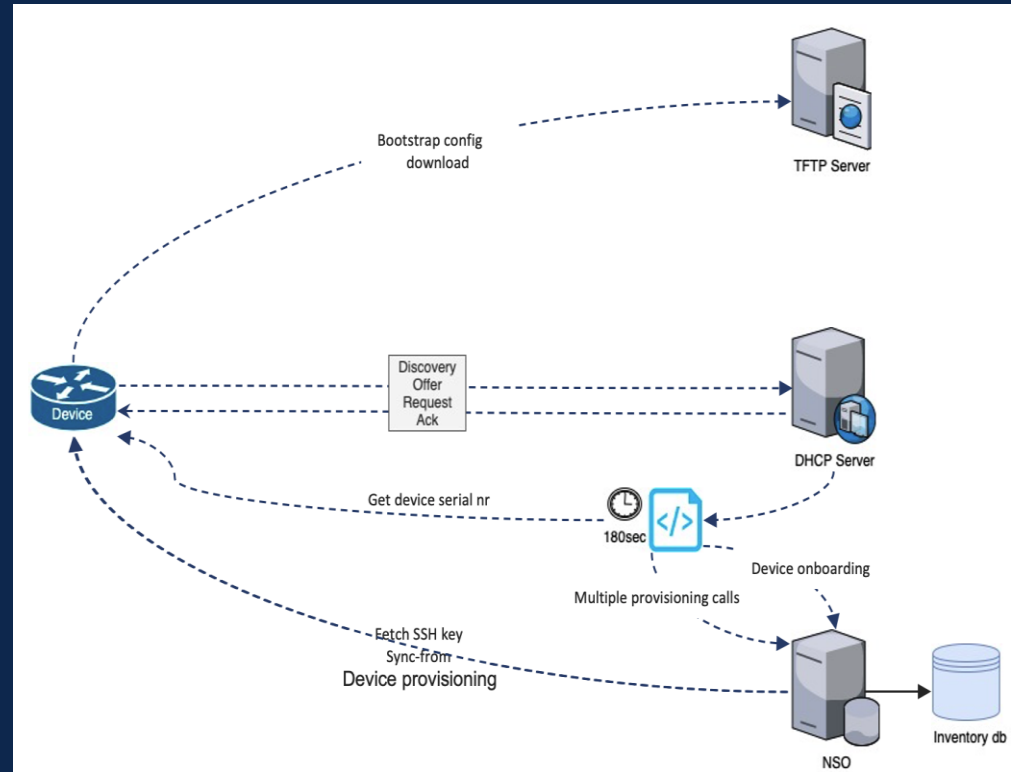 Bootstrap config
download
TFTP Server
Discovery
Offer
Request
Ack
Device
DHCP Server
Get device serial nr
180sec
</>
Device onboarding
Multiple provisioning calls
Fetch SSH key
Sync-from
Device provisioning
Inventory db
NSO